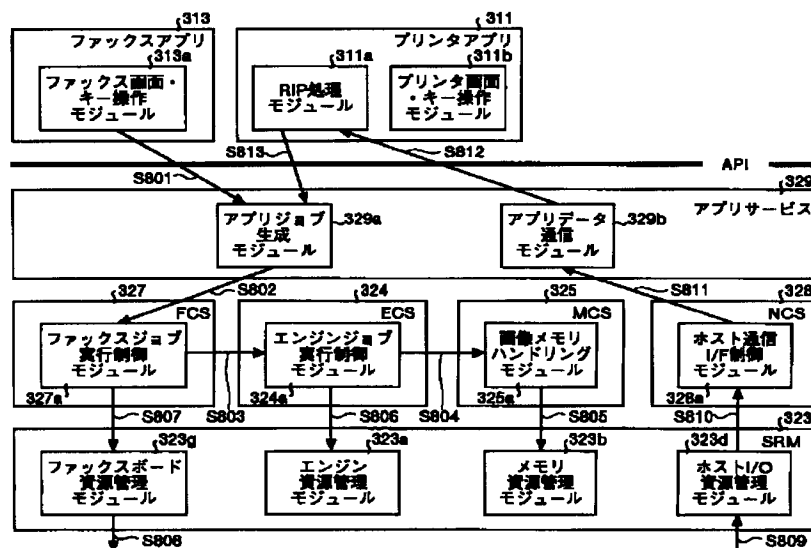 313
ファックスアプリ
313a
ファックス画面・
キー操作
モジュール
311
プリンタアプリ
311a
RIP処理
モジュール
311b
プリンタ画面
・キー操作
モジュール
S801
S813
S812
API
329
アプリサービス
アプリジョブ
生成
モジュール
329a
アプリデータ
通信
モジュール
329b
S802
S811
327
FCS
ファックスジョブ
実行制御
モジュール
327a
324
ECS
エンジンジョブ
実行制御
モジュール
324a
325
MCS
画像メモリ
ハンドリング
モジュール
325a
328
NCS
ホスト通信
I/F制御
モジュール
328a
S807
S803
S806
S804
S805
S810
323
SRM
323g
ファックスボード
資源管理
モジュール
323a
エンジン
資源管理
モジュール
323b
メモリ
資源管理
モジュール
323d
ホストI/O
資源管理
モジュール
S808
S809